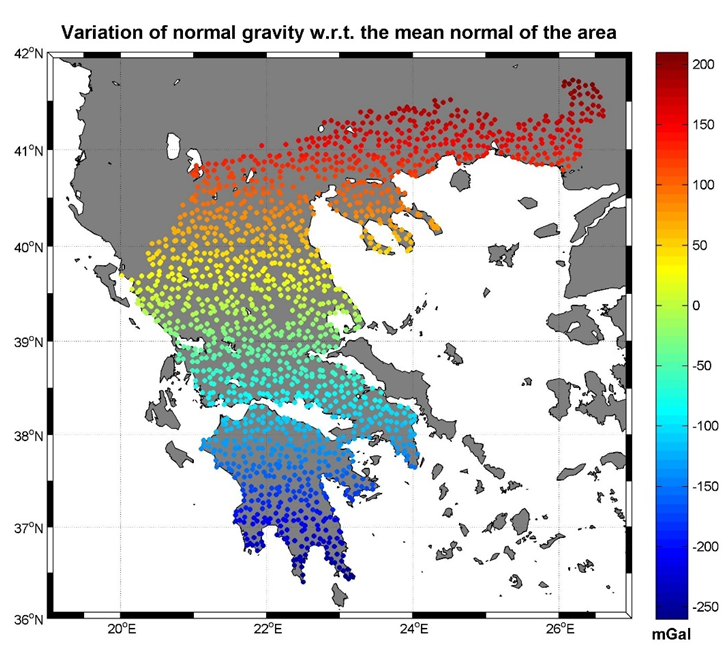 Variation of normal gravity w.r.t. the mean normal of the area
42°N
41°N
40°N
39°N
38°N
37°N
36°N
20°E
22°E
24°E
26°E
200
150
100
50
0
-50
-100
-150
-200
-250
mGal